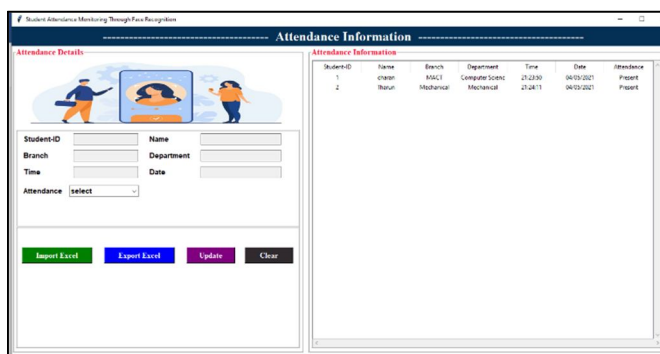 Student Attendance Monitoring Through Face Recognition
Attendance Information
Attendance Details
Student-ID Name
Branch Department
Time Date
Attendance select
Import Excel Export Excel Update Clear
Attendance Information
Student-ID Name Branch Department Time Date Attendance
1 charan MACT Computer Scienc 21:23:50 04/05/2021 Present
2 Tharun Mechanical Mechanical 21:24:11 04/05/2021 Present